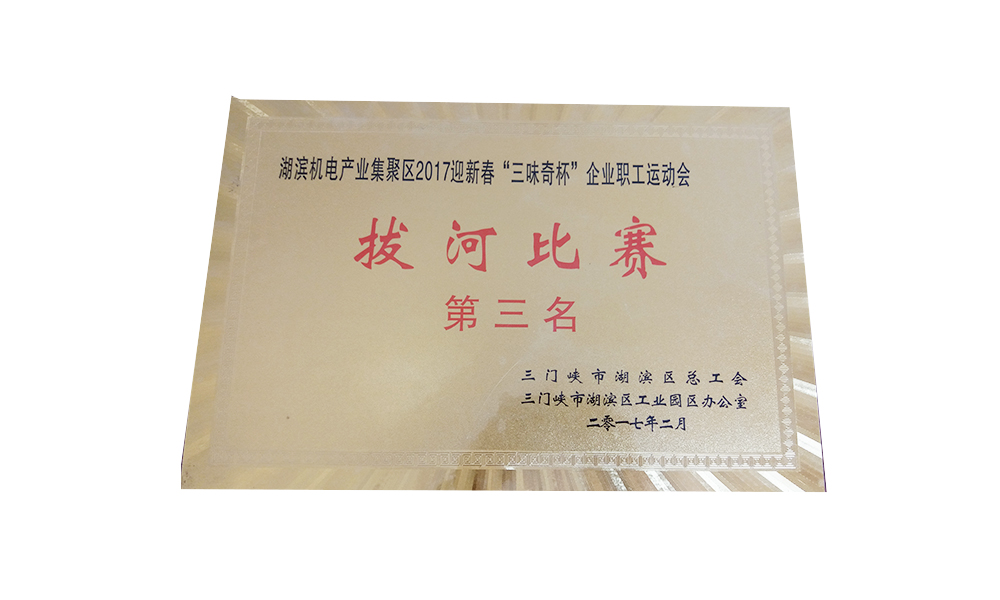 湖滨机电产业集聚区2017迎新春“三味奇杯”企业职工运动会
拔河比赛
第三名
三门峡市湖滨区总工会
三门峡市湖滨区工业园区办公室
二零一七年二月